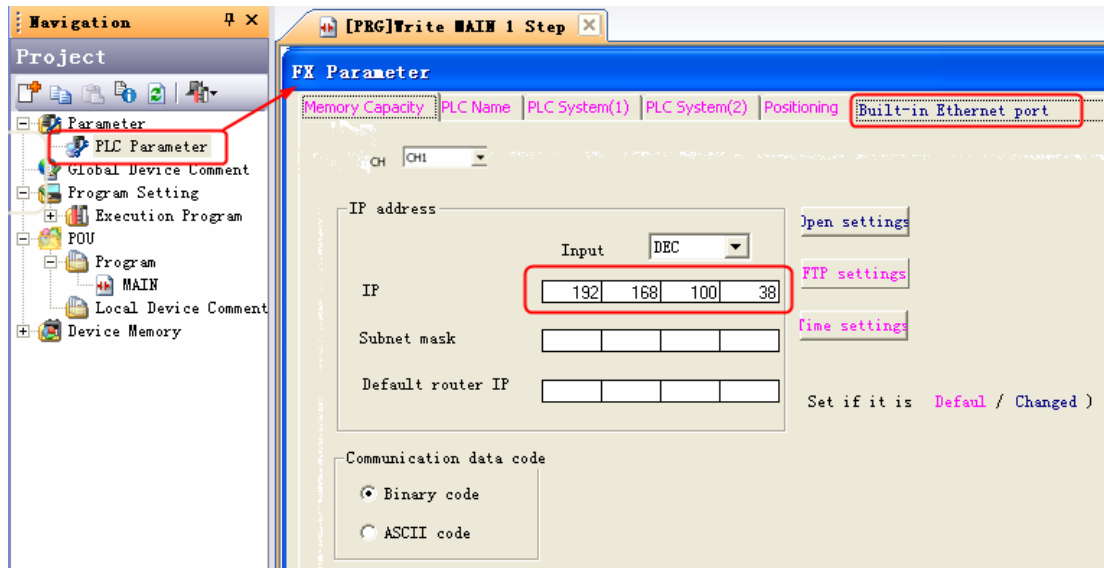 Navigation
Project
Parameter
PLC Parameter
Global Device Comment
Program Setting
Execution Program
POU
Program
MAIN
Local Device Comment
Device Memory
[PRG]Write MAIN 1 Step
FX Parameter
Memory Capacity PLC Name PLC System(1) PLC System(2) Positioning Built-in Ethernet port
CH CH1
IP address
Input DEC
IP 192 168 100 38
Subnet mask
Default router IP
Open settings
FTP settings
Time settings
Set if it is Defaul / Changed )
Communication data code
Binary code
ASCII code